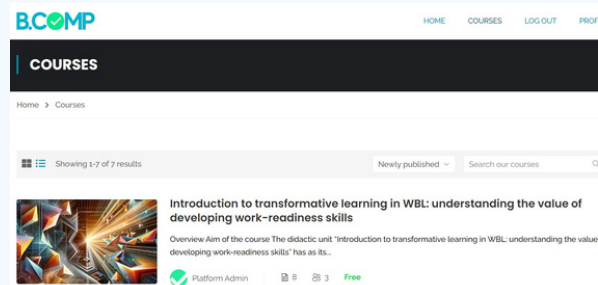 B.COMP
HOME COURSES LOG OUT
COURSES
Home > Courses
Showing 1-7 of 7 results
Newly published
Search our courses
Introduction to transformative learning in WBL: understanding the value of
developing work-readiness skills
Overview Aim of the course The didactic unit "Introduction to transformative learning in WBL: understanding the value
developing work-readiness skills" has as its...
Platform Admin 8 3 Free